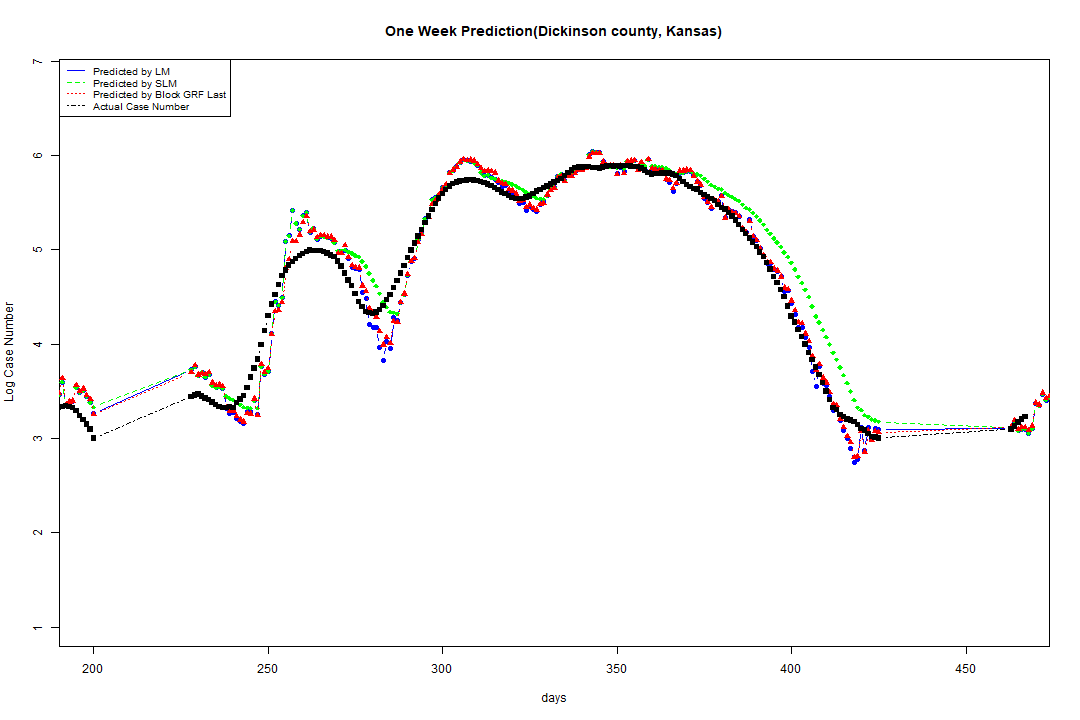 One Week Prediction(Dickinson county, Kansas)
Predicted by LM
Predicted by SLM
Predicted by Block GRF Last
Actual Case Number
Log Case Number
7
6
5
4
3
2
1
200 250 300 350 400 450
days